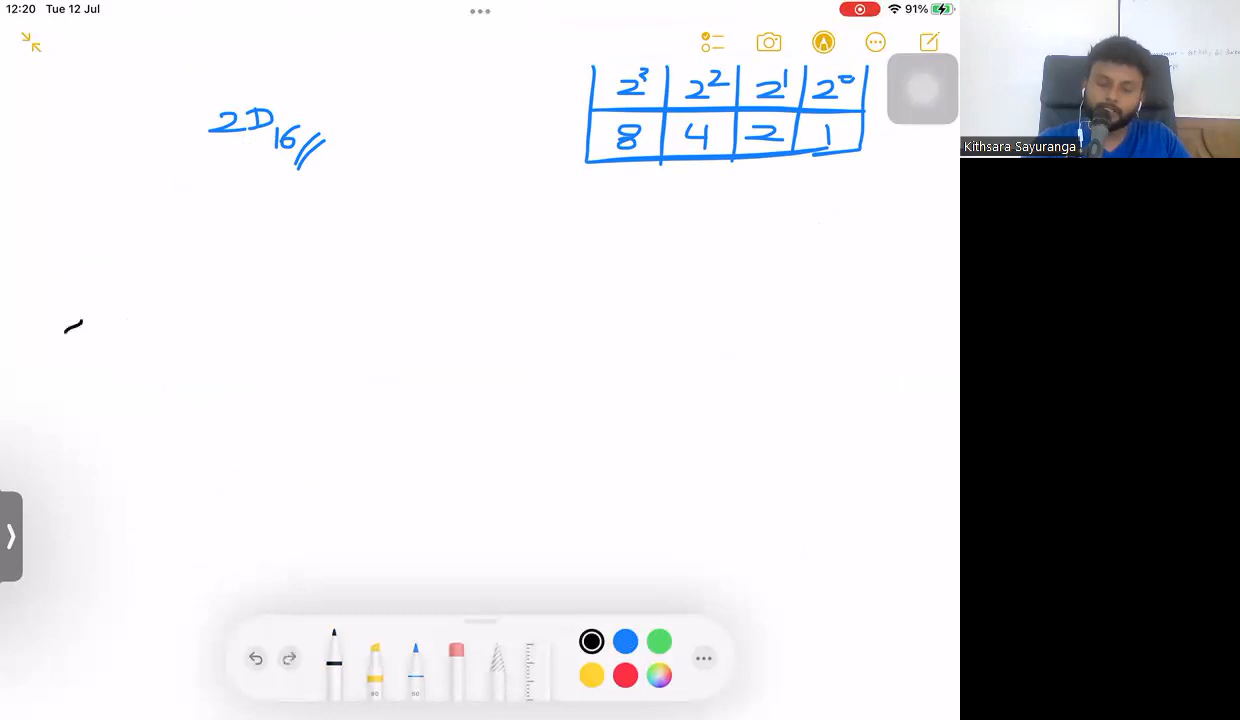 12:20 Tue 12 Jul
91%
2³ 2² 2¹ 2⁰
2D₁₆
8 4 2 1
Kithsara Sayuranga